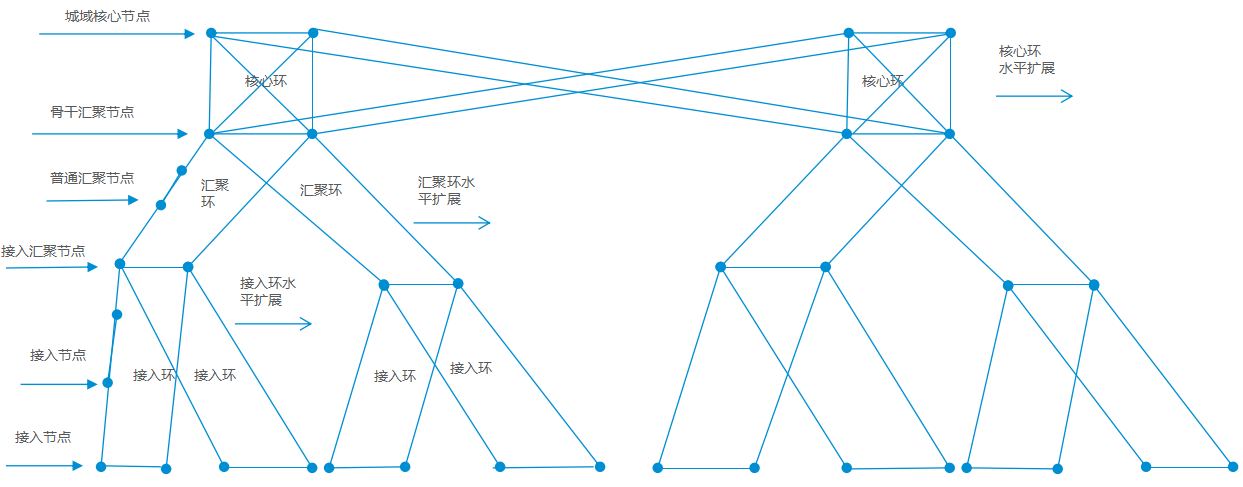 城域核心节点
核心环
核心环
核心环
水平扩展
骨干汇聚节点
普通汇聚节点
汇聚
环
汇聚环
汇聚环水
平扩展
接入汇聚节点
接入环水
平扩展
接入节点
接入环
接入环
接入环
接入环
接入节点